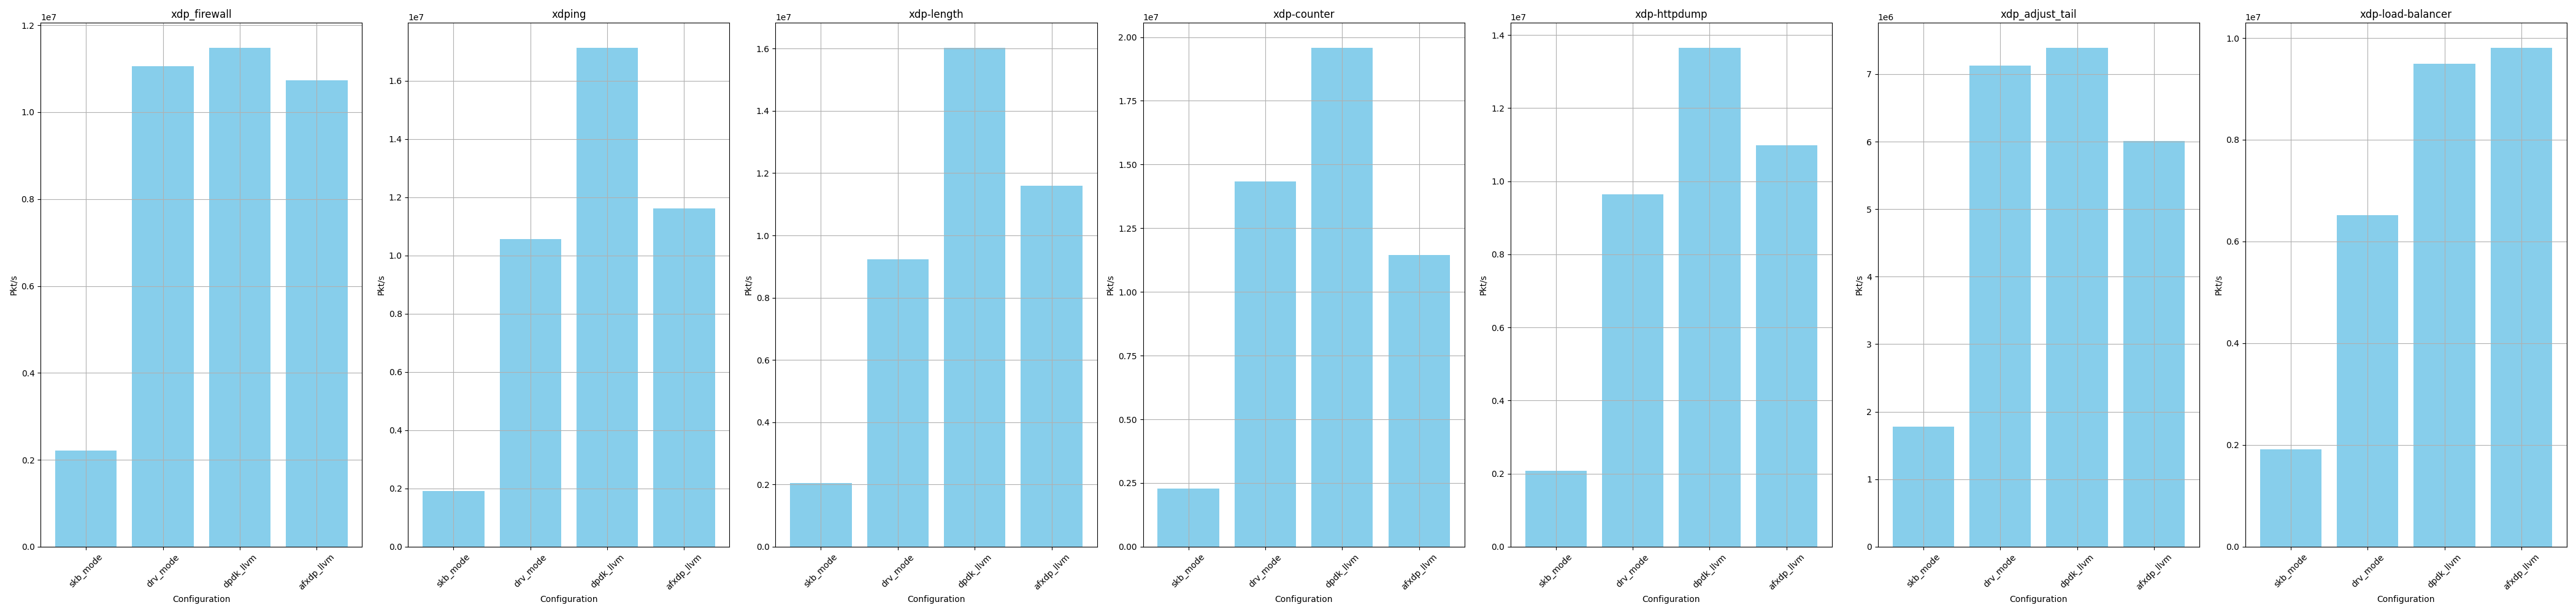 xdp_firewall
1e7
1.2
1.0
0.8
0.6
0.4
0.2
0.0
Pkt/s
skb_mode
drv_mode
dpdk_llvm
afxdp_llvm
Configuration
xdping
1e7
1.6
1.4
1.2
1.0
0.8
0.6
0.4
0.2
0.0
Pkt/s
skb_mode
drv_mode
dpdk_llvm
afxdp_llvm
Configuration
xdp-length
1e7
1.6
1.4
1.2
1.0
0.8
0.6
0.4
0.2
0.0
Pkt/s
skb_mode
drv_mode
dpdk_llvm
afxdp_llvm
Configuration
xdp-counter
1e7
2.00
1.75
1.50
1.25
1.00
0.75
0.50
0.25
0.00
Pkt/s
skb_mode
drv_mode
dpdk_llvm
afxdp_llvm
Configuration
xdp-httpdump
1e7
1.4
1.2
1.0
0.8
0.6
0.4
0.2
0.0
Pkt/s
skb_mode
drv_mode
dpdk_llvm
afxdp_llvm
Configuration
xdp_adjust_tail
1e6
7
6
5
4
3
2
1
0
Pkt/s
skb_mode
drv_mode
dpdk_llvm
afxdp_llvm
Configuration
xdp-load-balancer
1e7
1.0
0.8
0.6
0.4
0.2
0.0
Pkt/s
skb_mode
drv_mode
dpdk_llvm
afxdp_llvm
Configuration